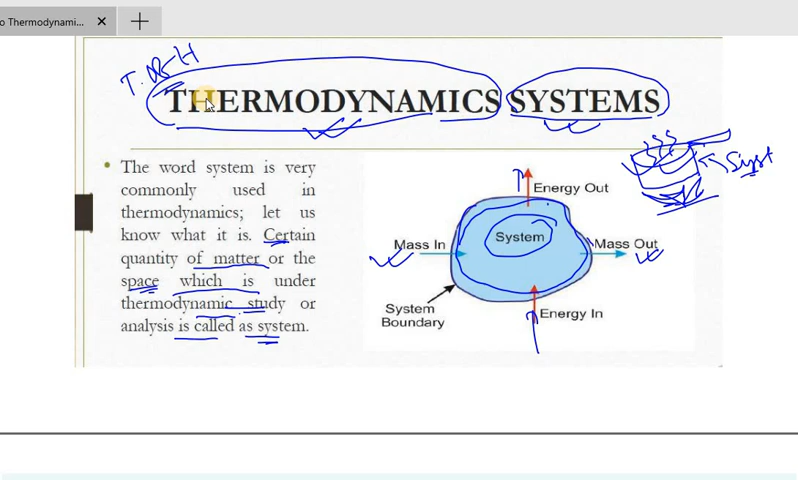 o Thermodynami...
THERMODYNAMICS SYSTEMS
• The word system is very
commonly used in
thermodynamics; let us
know what it is. Certain
quantity of matter or the
space which is under
thermodynamic study or
analysis is called as system.
Energy Out
System
Mass In
Mass Out
System
Boundary
Energy In
Syst